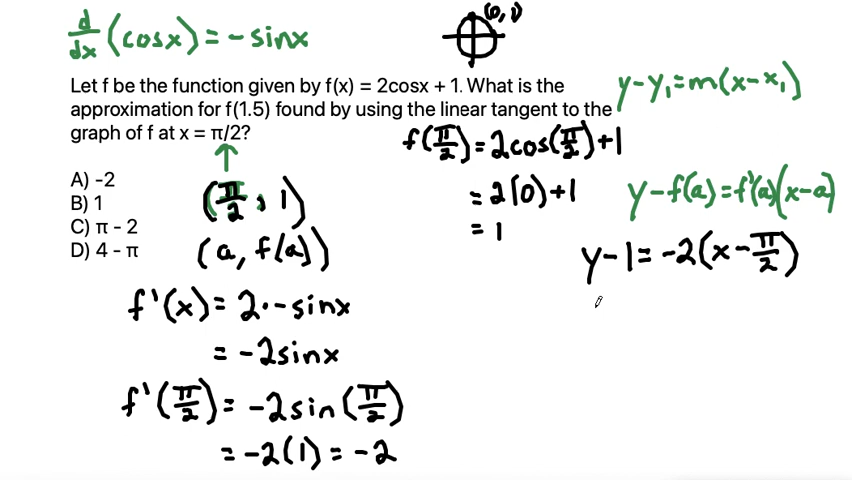 d/dx (cosx) = -sinx
(0, 1)
Let f be the function given by f(x) = 2cosx + 1. What is the
approximation for f(1.5) found by using the linear tangent to the
graph of f at x = π/2?
A) -2
B) 1
C) π - 2
D) 4 - π
(π/2, 1)
(a, f(a))
f'(x) = 2·-sinx
= -2sinx
f'(π/2) = -2sin(π/2)
= -2(1) = -2
f(π/2) = 2cos(π/2)+1
= 2(0)+1
= 1
y-y₁=m(x-x₁)
y-f(a)=f'(a)(x-a)
y-1=-2(x-π/2)